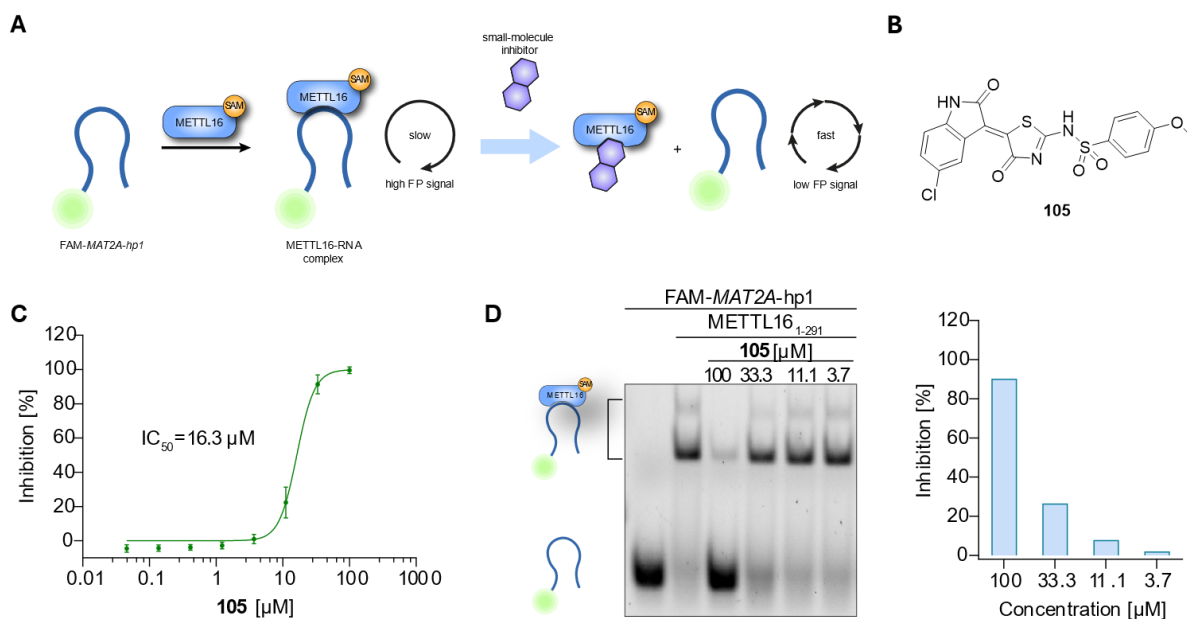 A
small-molecule
inhibitor
SAM
METTL16
SAM
METTL16
slow
high FP signal
FAM-MAT2A-hp1
METTL16-RNA
complex
SAM
METTL16
+
fast
low FP signal
B
HN
O
S
H
N
O
N
S
O
O
O
Cl
105
C
Inhibition [%]
120
100
80
60
40
20
0
IC50 = 16.3 µM
0.01
0.1
1
10
100
1000
105 [µM]
D
FAM-MAT2A-hp1
METTL16 1-291
105 [µM]
100 33.3 11.1 3.7
SAM
METTL16
Inhibition [%]
120
100
80
60
40
20
0
100 33.3 11.1 3.7
Concentration [µM]